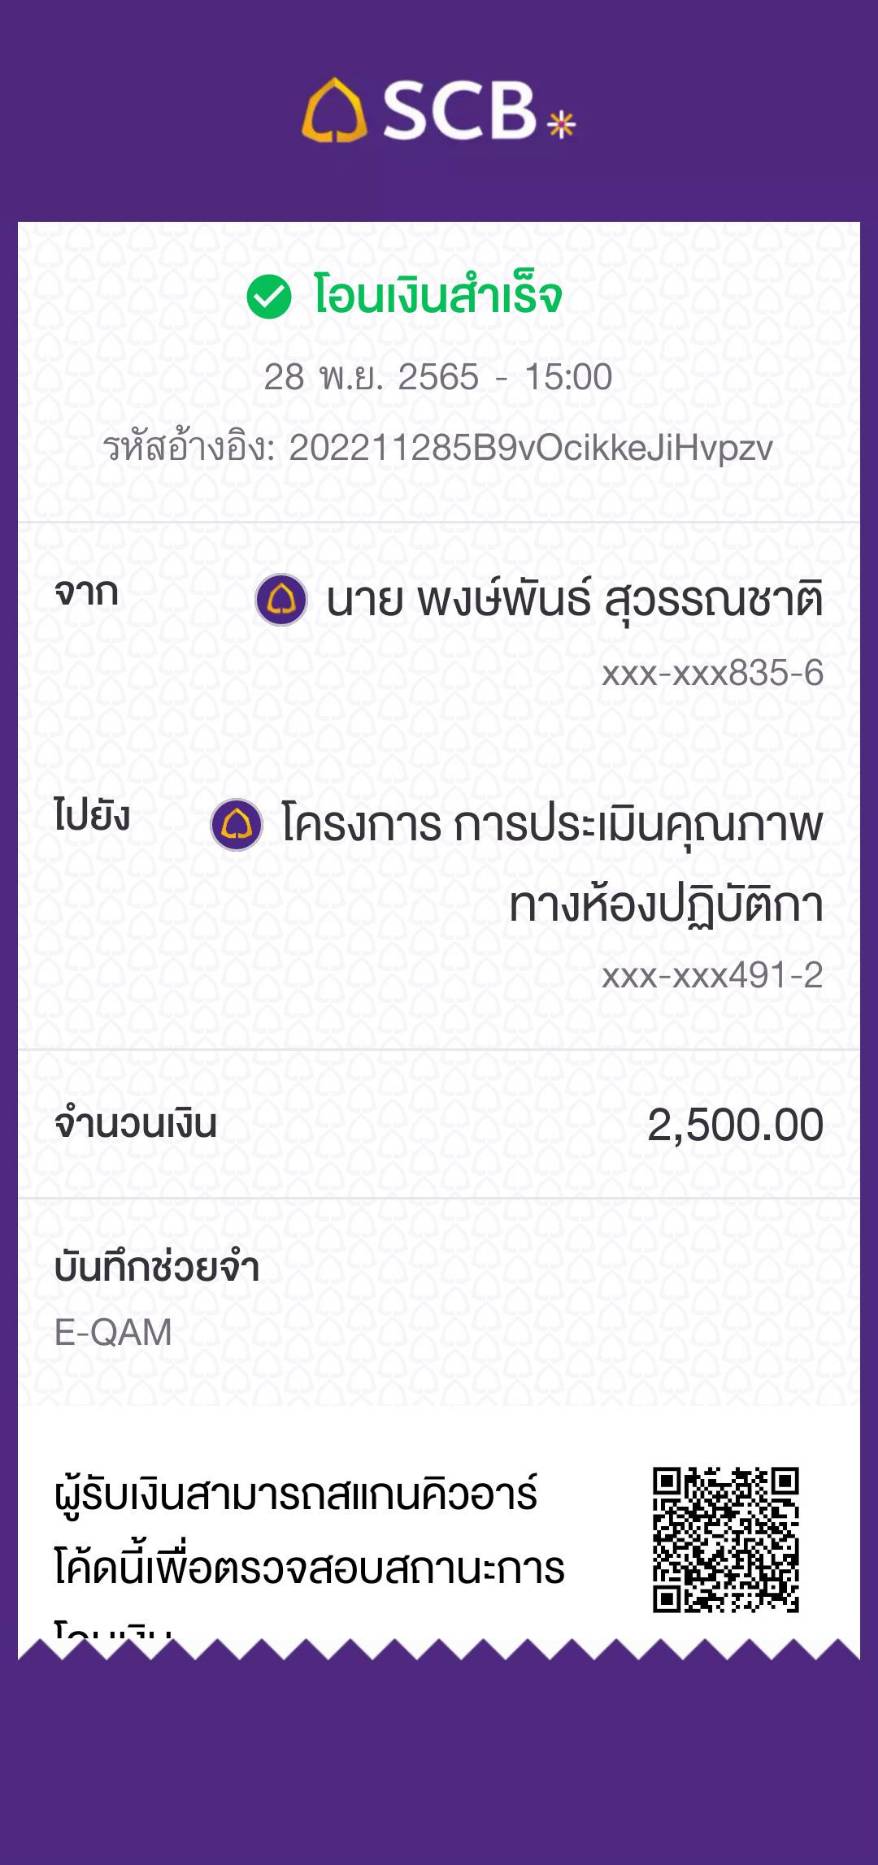 SCB
โอนเงินสำเร็จ
28 พ.ย. 2565 - 15:00
รหัสอ้างอิง: 202211285B9vOcikkeJiHvpzv
จาก
นาย พงษ์พันธ์ สุวรรณชาติ
xxx-xxx835-6
ไปยัง
โครงการ การประเมินคุณภาพ
ทางห้องปฏิบัติกา
xxx-xxx491-2
จำนวนเงิน 2,500.00
บันทึกช่วยจำ
E-QAM
ผู้รับเงินสามารถสแกนคิวอาร์
โค้ดนี้เพื่อตรวจสอบสถานะการ